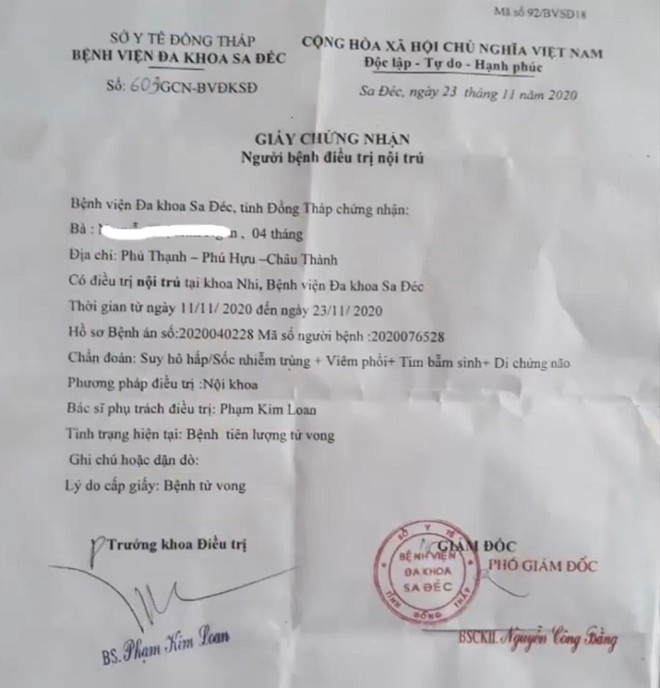 Mã số 92/BVSD18
SỞ Y TẾ ĐỒNG THÁP
BỆNH VIỆN ĐA KHOA SA ĐÉC
Số: 603GCN-BVĐKSĐ
CỘNG HÒA XÃ HỘI CHỦ NGHĨA VIỆT NAM
Độc lập - Tự do - Hạnh phúc
Sa Đéc, ngày 23 tháng 11 năm 2020
GIẤY CHỨNG NHẬN
Người bệnh điều trị nội trú
Bệnh viện Đa khoa Sa Đéc, tỉnh Đồng Tháp chứng nhận:
Bà : n , 04 tháng
Địa chỉ: Phú Thạnh – Phú Hựu –Châu Thành
Có điều trị nội trú tại khoa Nhi, Bệnh viện Đa khoa Sa Đéc
Thời gian từ ngày 11/11/ 2020 đến ngày 23/11/ 2020
Hồ sơ Bệnh án số:2020040228 Mã số người bệnh :2020076528
Chẩn đoán: Suy hô hấp/Sốc nhiễm trùng + Viêm phổi+ Tim bẩm sinh+ Di chứng não
Phương pháp điều trị :Nội khoa
Bác sĩ phụ trách điều trị: Phạm Kim Loan
Tình trạng hiện tại: Bệnh tiên lượng tử vong
Ghi chú hoặc dặn dò:
Lý do cấp giấy: Bệnh tử vong
Trưởng khoa Điều trị
BS. Phạm Kim Loan
GIÁM ĐỐC
PHÓ GIÁM ĐỐC
SỞ Y TẾ
BỆNH VIỆN
ĐA KHOA
SA ĐÉC
TỈNH ĐỒNG THÁP
BSCKII. Nguyễn Công Bằng